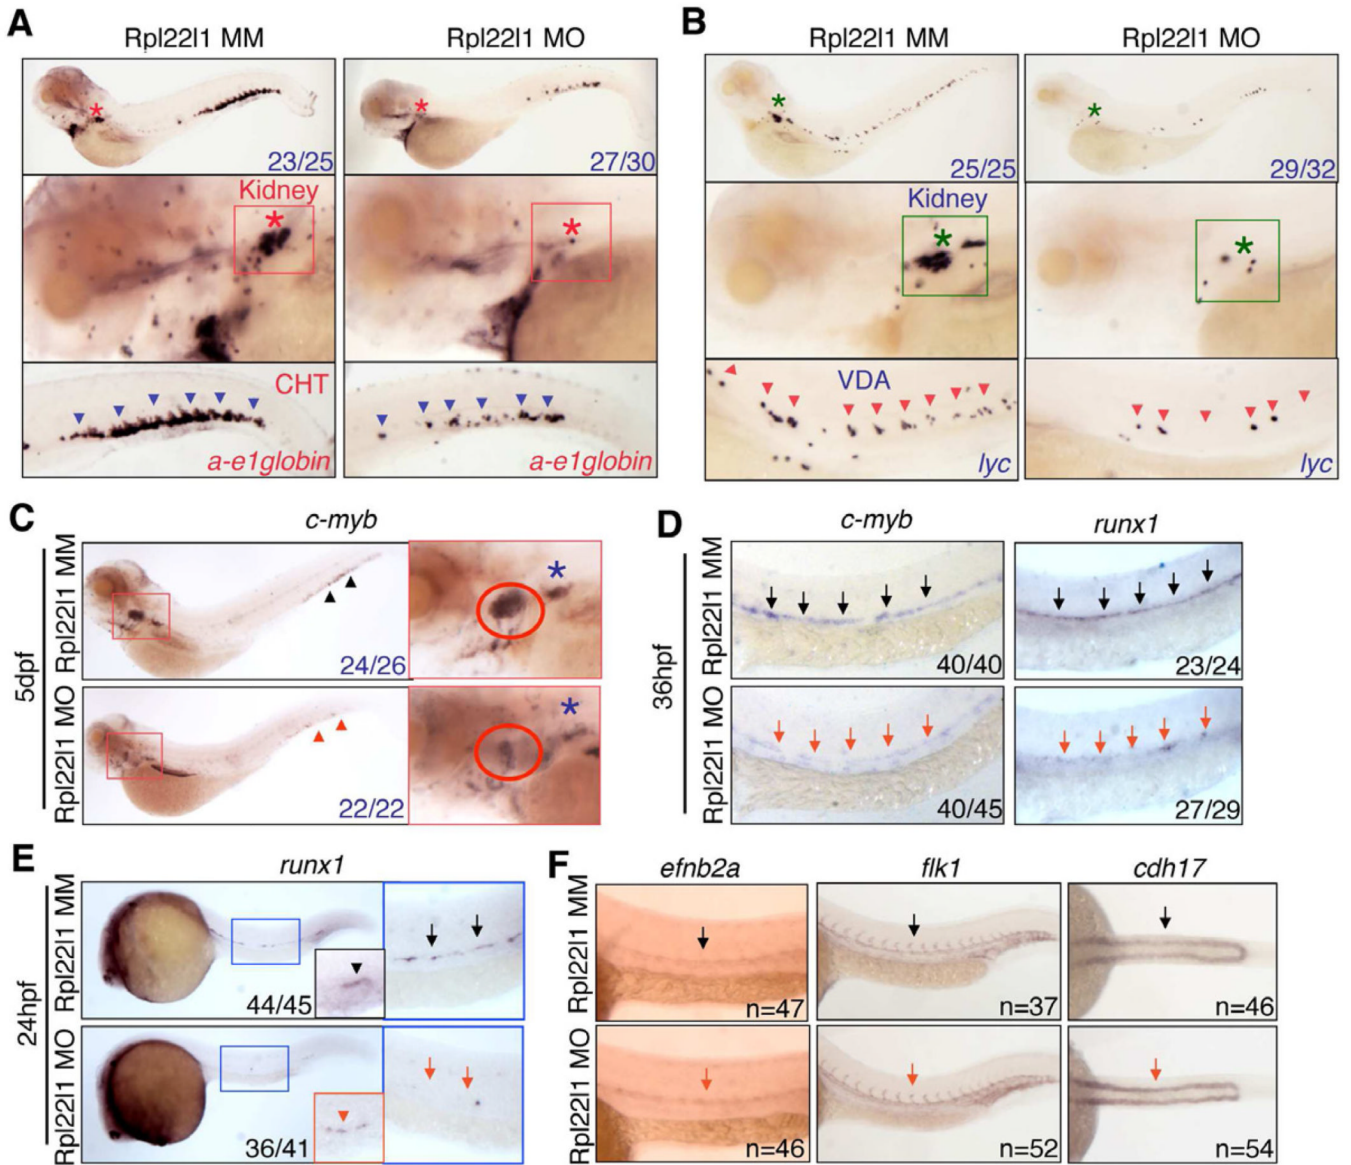 A
Rpl22l1 MM
Rpl22l1 MO
23/25
27/30
Kidney
*
CHT
a-e1globin
a-e1globin
B
Rpl22l1 MM
Rpl22l1 MO
25/25
29/32
Kidney
VDA
lyc
lyc
C
c-myb
5dpf
Rpl22l1 MM
24/26
Rpl22l1 MO
22/22
D
c-myb
runx1
36hpf
Rpl22l1 MM
40/40
23/24
Rpl22l1 MO
40/45
27/29
E
runx1
24hpf
Rpl22l1 MM
44/45
Rpl22l1 MO
36/41
F
efnb2a
flk1
cdh17
Rpl22l1 MM
n=47
n=37
n=46
Rpl22l1 MO
n=46
n=52
n=54